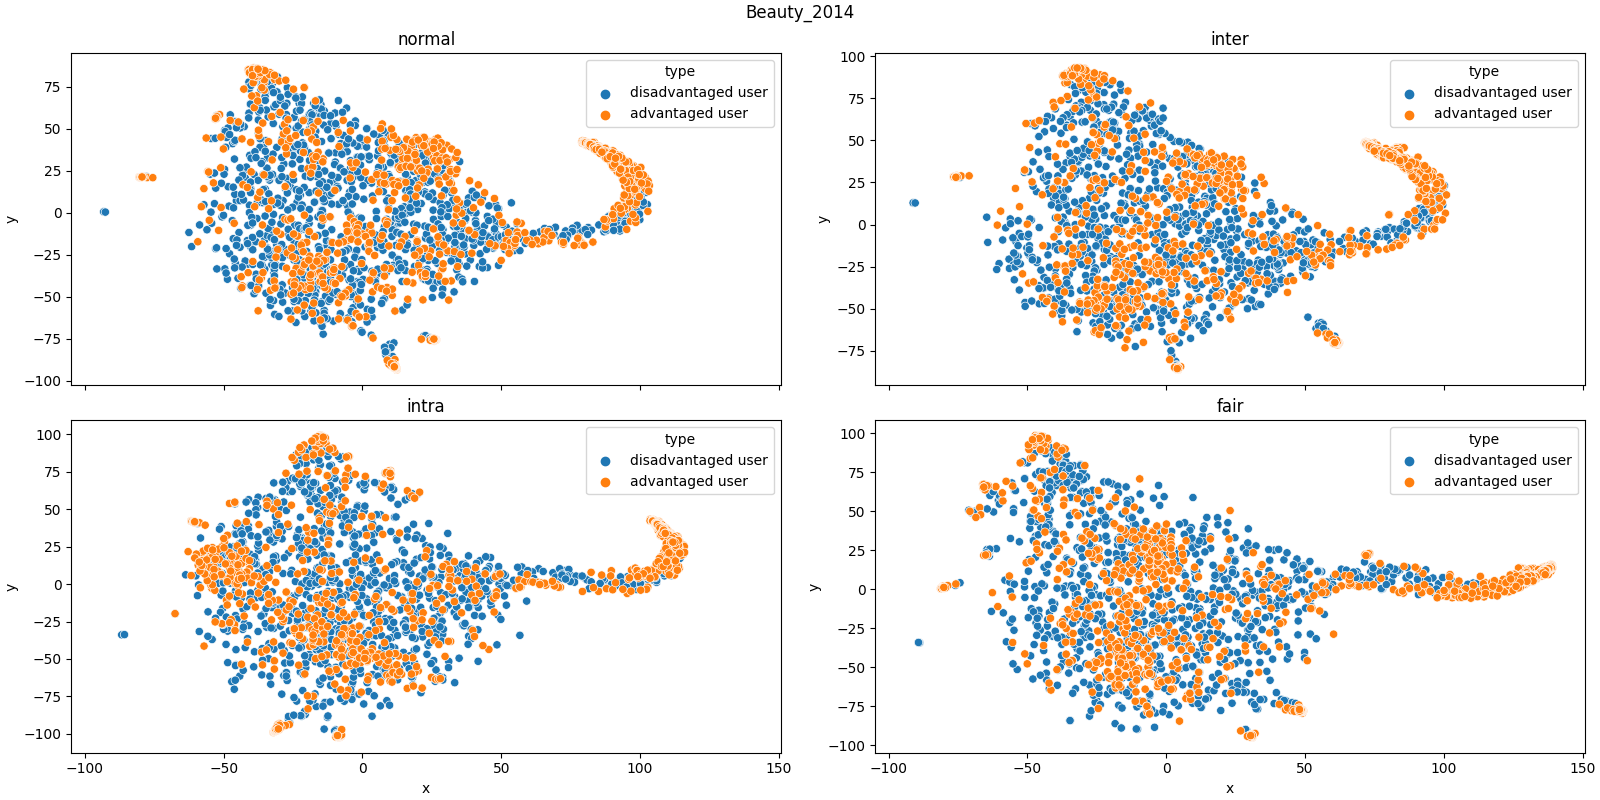 Beauty_2014
normal
inter
type
disadvantaged user
advantaged user
type
disadvantaged user
advantaged user
y
75
50
25
0
−25
−50
−75
−100
y
100
75
50
25
0
−25
−50
−75
intra
fair
type
disadvantaged user
advantaged user
type
disadvantaged user
advantaged user
y
100
75
50
25
0
−25
−50
−75
−100
y
100
75
50
25
0
−25
−50
−75
−100
−100 −50 0 50 100 150
−100 −50 0 50 100 150
x
x